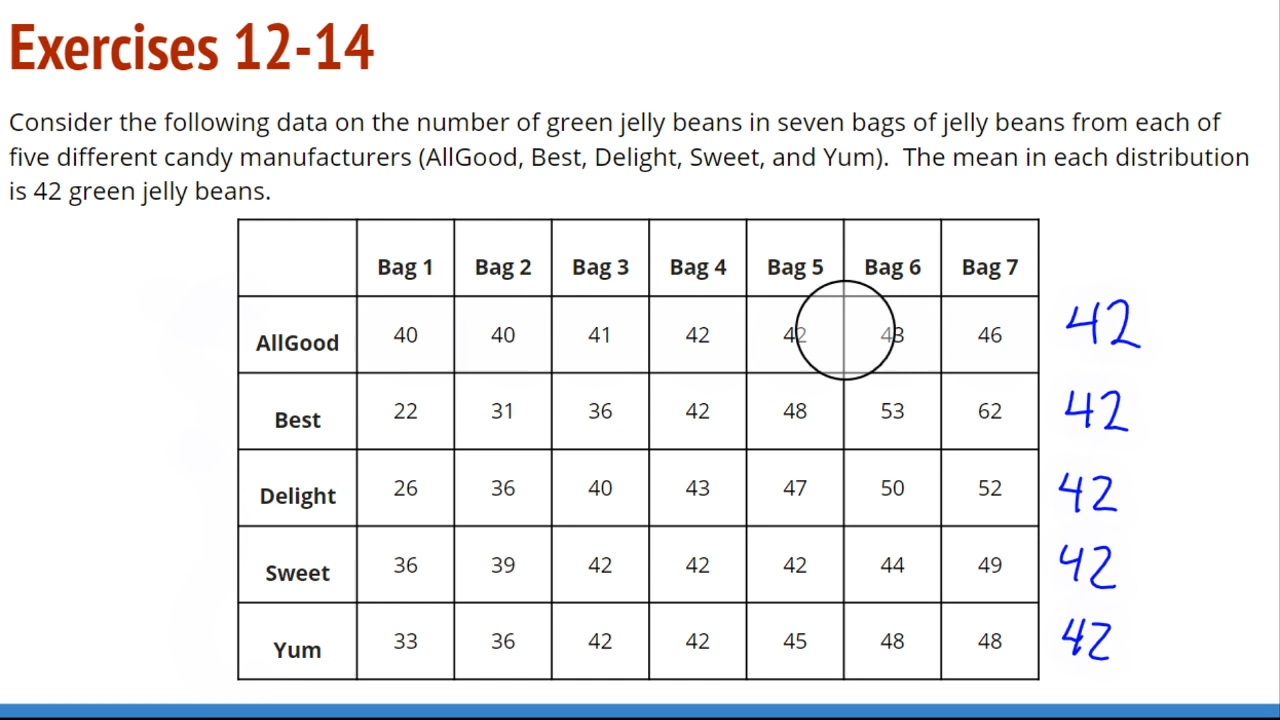 Exercises 12-14
Consider the following data on the number of green jelly beans in seven bags of jelly beans from each of
five different candy manufacturers (AllGood, Best, Delight, Sweet, and Yum). The mean in each distribution
is 42 green jelly beans.
Bag 1 Bag 2 Bag 3 Bag 4 Bag 5 Bag 6 Bag 7
AllGood 40 40 41 42 42 43 46 42
Best 22 31 36 42 48 53 62 42
Delight 26 36 40 43 47 50 52 42
Sweet 36 39 42 42 42 44 49 42
Yum 33 36 42 42 45 48 48 42